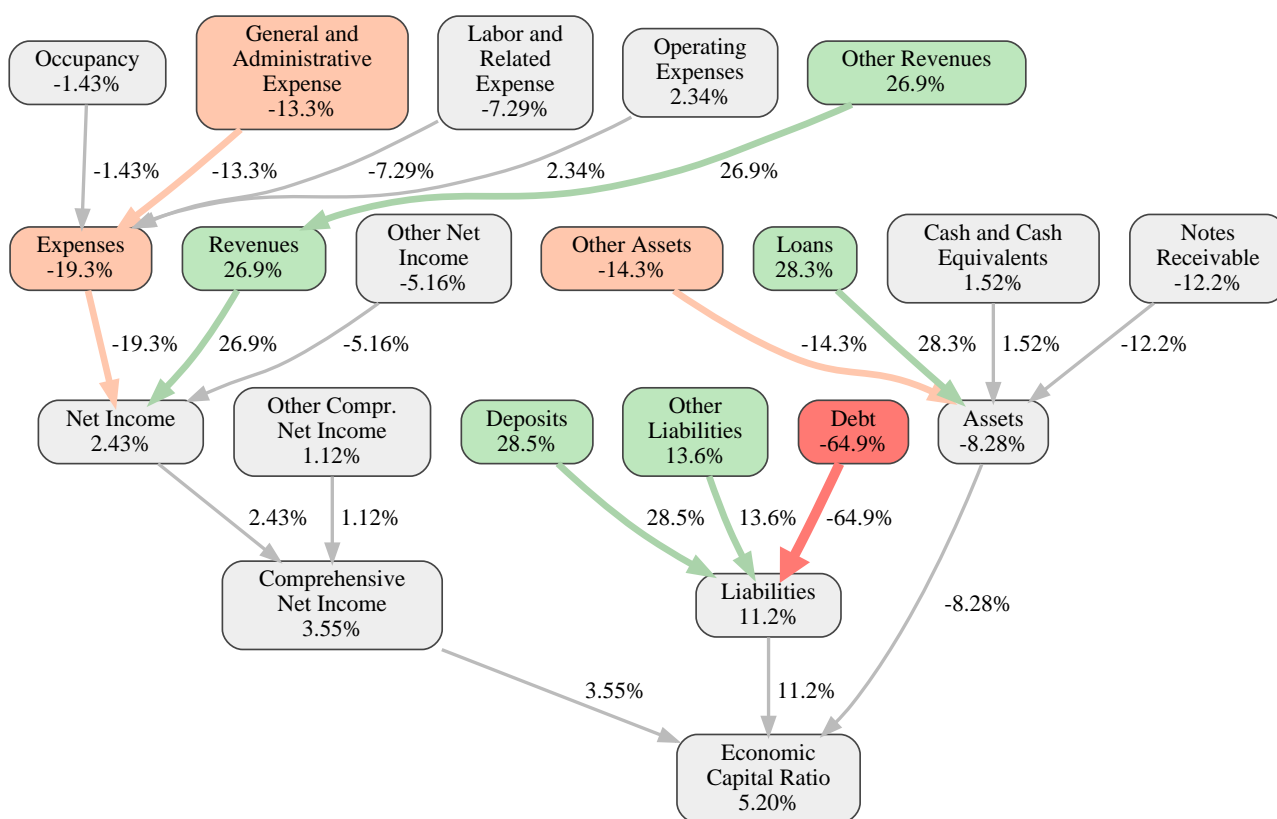 Occupancy
-1.43%
General and
Administrative
Expense
-13.3%
Labor and
Related
Expense
-7.29%
Operating
Expenses
2.34%
Other Revenues
26.9%
-1.43%
-13.3%
-7.29%
2.34%
26.9%
Expenses
-19.3%
Revenues
26.9%
Other Net
Income
-5.16%
Other Assets
-14.3%
Loans
28.3%
Cash and Cash
Equivalents
1.52%
Notes
Receivable
-12.2%
-19.3%
26.9%
-5.16%
-14.3%
28.3%
1.52%
-12.2%
Net Income
2.43%
Other Compr.
Net Income
1.12%
Deposits
28.5%
Other
Liabilities
13.6%
Debt
-64.9%
Assets
-8.28%
2.43%
1.12%
28.5%
13.6%
-64.9%
-8.28%
Comprehensive
Net Income
3.55%
Liabilities
11.2%
3.55%
11.2%
Economic
Capital Ratio
5.20%